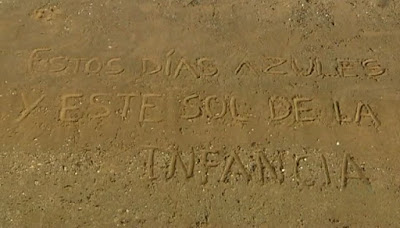 ESTOS DÍAS AZULES
Y ESTE SOL DE LA
INFANCIA